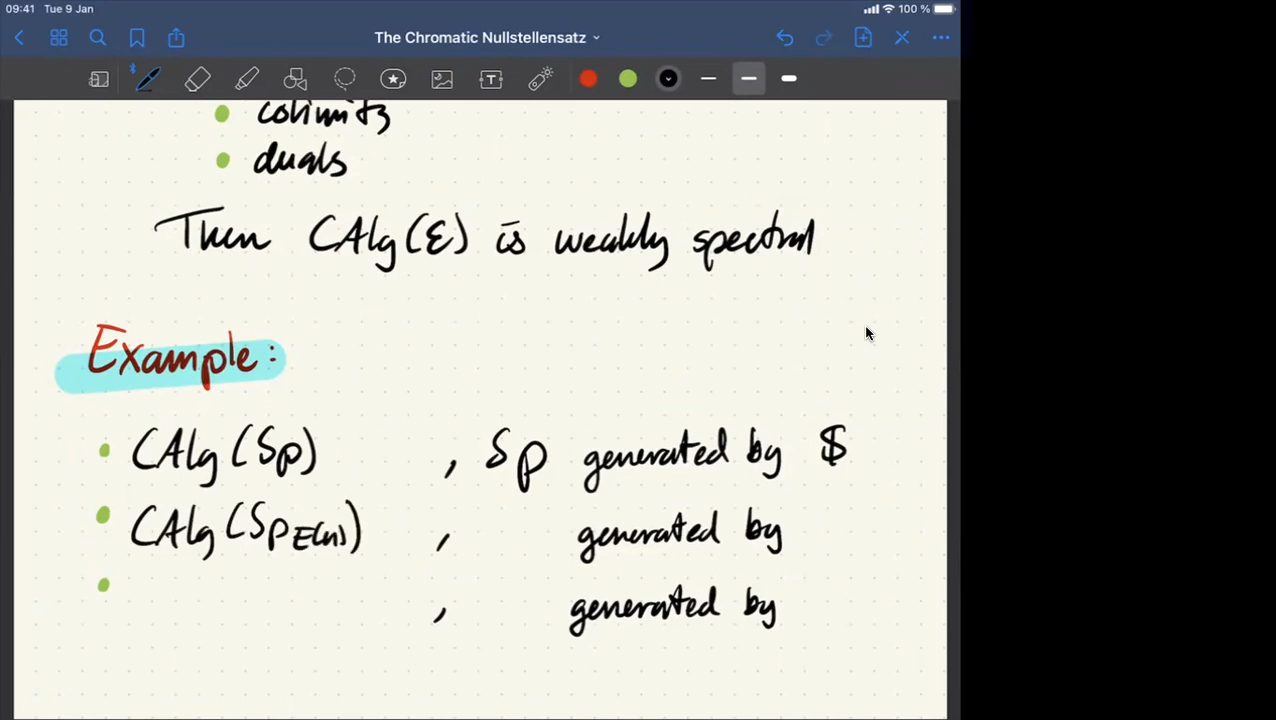 09:41 Tue 9 Jan 100 %
The Chromatic Nullstellensatz
colimits
duals
Then CAlg(ℰ) is weakly spectral
Example:
CAlg(Sp) , Sp generated by $
CAlg(Sp_E(n)) , generated by
, generated by